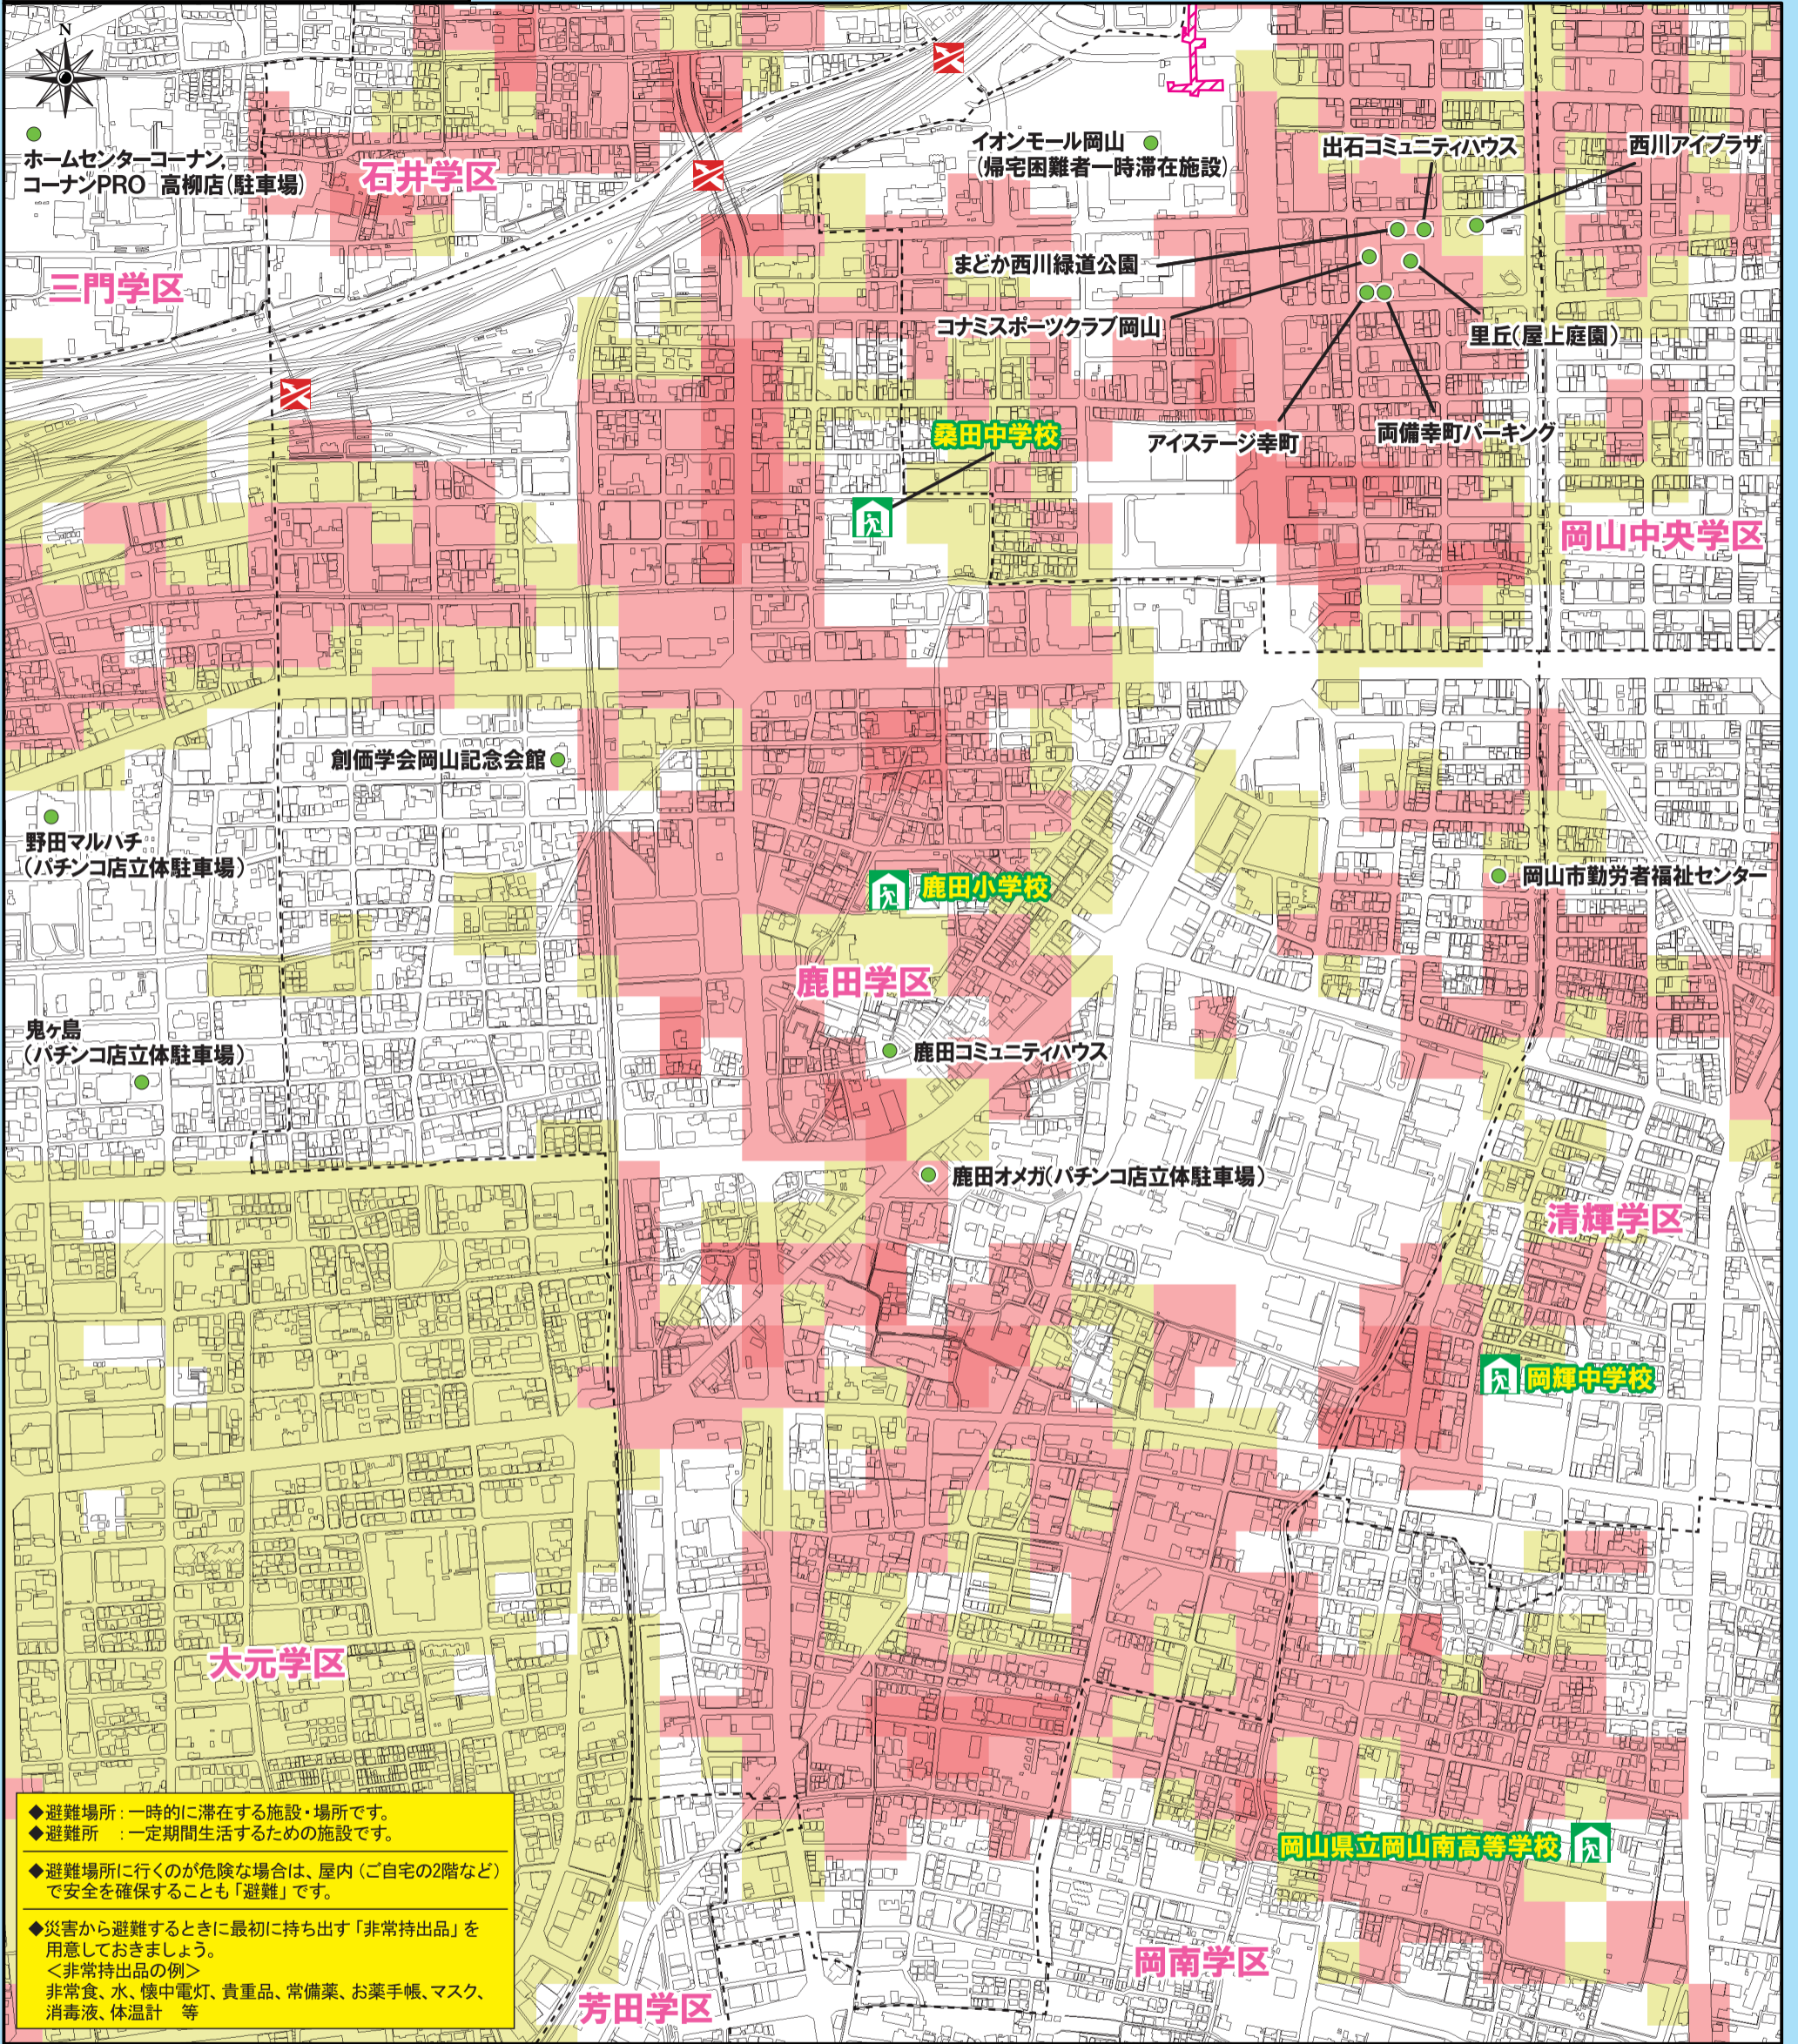 N
ホームセンターコーナン,
コーナンPRO 高柳店(駐車場)
石井学区
イオンモール岡山
(帰宅困難者一時滞在施設)
出石コミュニティハウス
西川アイプラザ
三門学区
まどか西川緑道公園
コナミスポーツクラブ岡山
里丘(屋上庭園)
桑田中学校
アイステージ幸町
両備幸町パーキング
岡山中央学区
創価学会岡山記念会館
野田マルハチ
(パチンコ店立体駐車場)
鹿田小学校
岡山市勤労者福祉センター
鹿田学区
鬼ヶ島
(パチンコ店立体駐車場)
鹿田コミュニティハウス
鹿田オメガ(パチンコ店立体駐車場)
清輝学区
岡輝中学校
大元学区
岡山県立岡山南高等学校
岡南学区
芳田学区
◆避難場所:一時的に滞在する施設・場所です。
◆避難所 :一定期間生活するための施設です。
◆避難場所に行くのが危険な場合は、屋内(ご自宅の2階など)
で安全を確保することも「避難」です。
◆災害から避難するときに最初に持ち出す「非常持出品」を
用意しておきましょう。
<非常持出品の例>
非常食、水、懐中電灯、貴重品、常備薬、お薬手帳、マスク、
消毒液、体温計 等